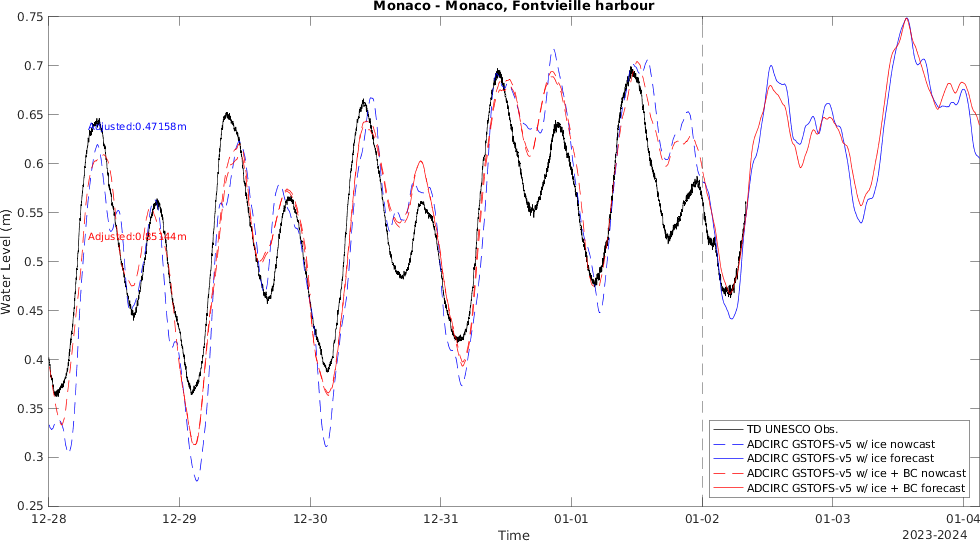 Monaco - Monaco, Fontvieille harbour
0.75
0.7
0.65
0.6
0.55
0.5
0.45
0.4
0.35
0.3
0.25
Water Level (m)
Adjusted:0.47158m
TD UNESCO Obs.
ADCIRC GSTOFS-v5 w/ ice nowcast
ADCIRC GSTOFS-v5 w/ ice forecast
ADCIRC GSTOFS-v5 w/ ice + BC nowcast
ADCIRC GSTOFS-v5 w/ ice + BC forecast
12-28
12-29
12-30
12-31
01-01
01-02
01-03
01-04
Time
2023-2024